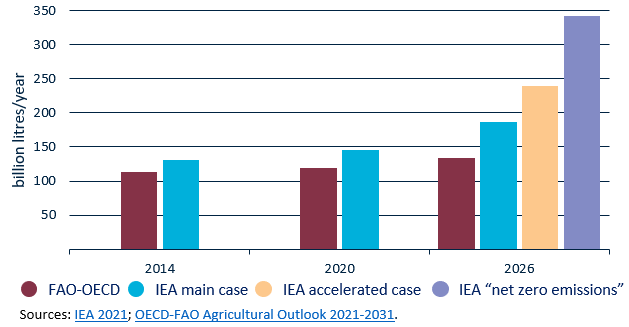 350
300
250
200
150
100
50
billion litres/year
2014 2020 2026
FAO-OECD IEA main case IEA accelerated case IEA “net zero emissions”
Sources: IEA 2021; OECD-FAO Agricultural Outlook 2021-2031.